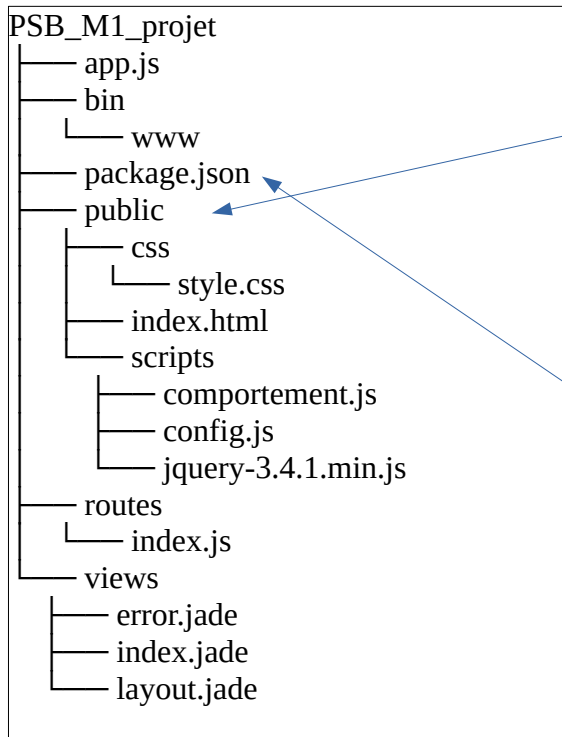 PSB_M1_projet
app.js
bin
www
package.json
public
css
style.css
index.html
scripts
comportement.js
config.js
jquery-3.4.1.min.js
routes
index.js
views
error.jade
index.jade
layout.jade